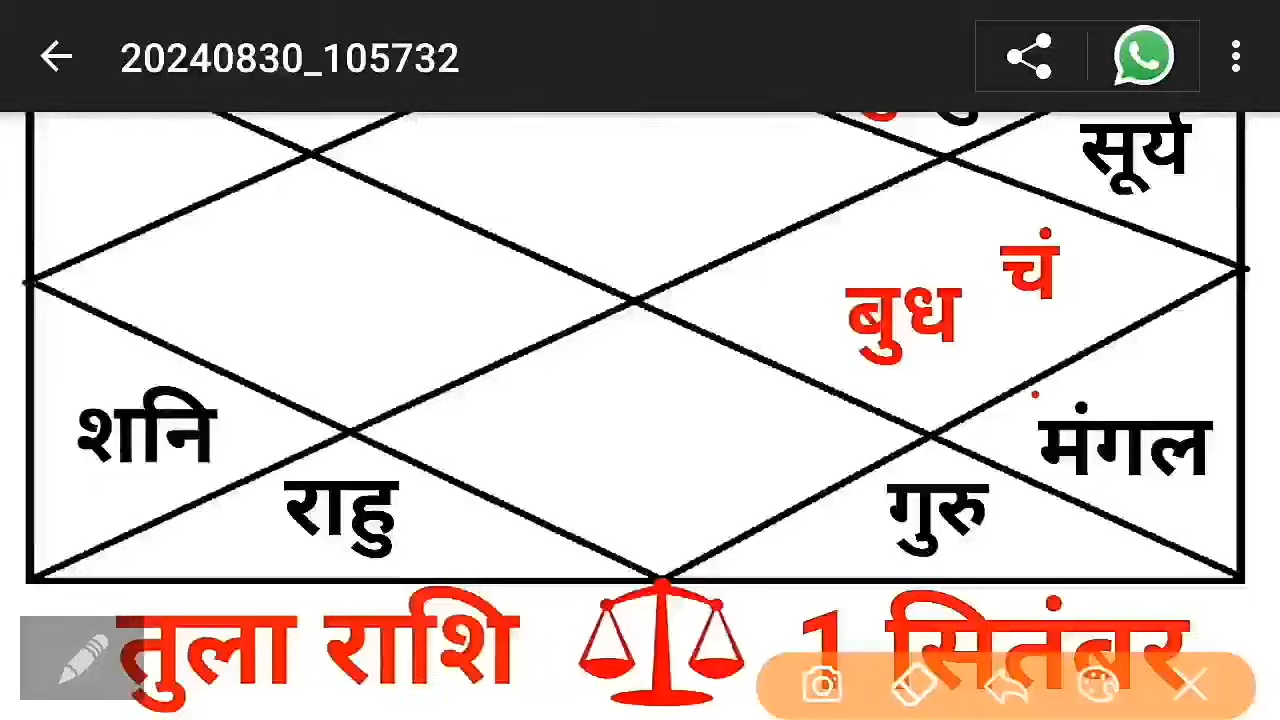 20240830_105732
सूर्य
चं
बुध
शनि
मंगल
राहु
गुरु
तुला राशि 1 सितंबर